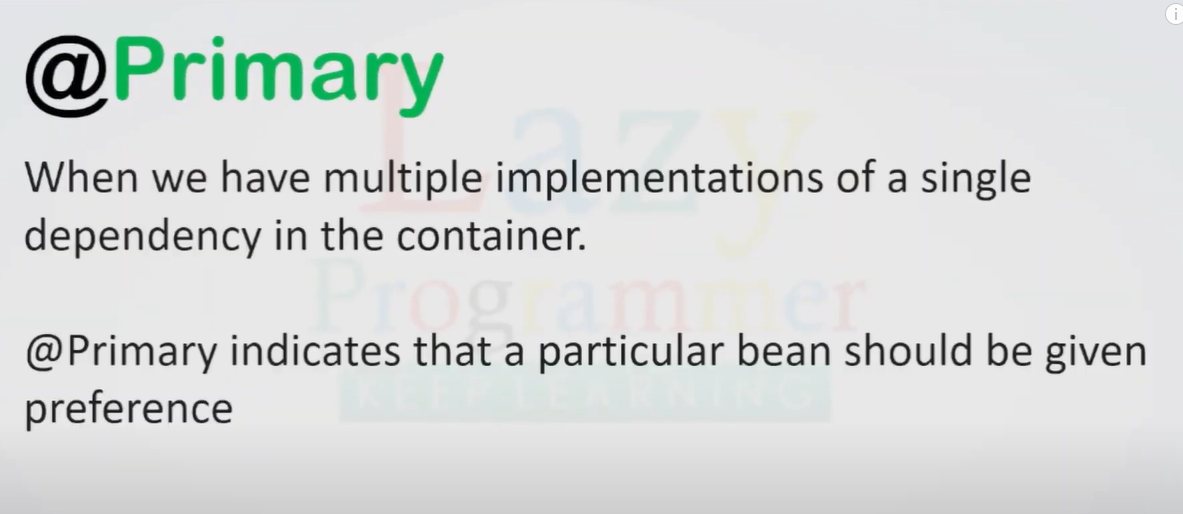 @Primary
When we have multiple implementations of a single
dependency in the container.
@Primary indicates that a particular bean should be given
preference
Lazy
Programmer
KEEP LEARNING